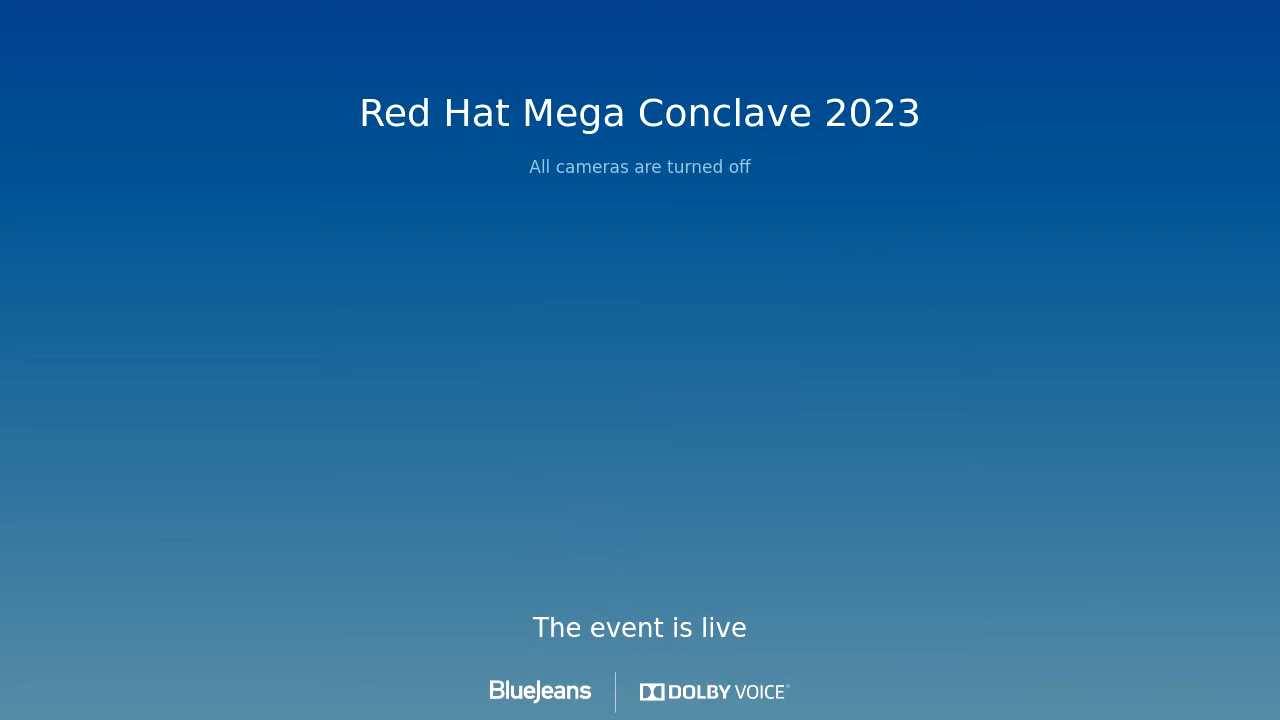 Red Hat Mega Conclave 2023
All cameras are turned off
The event is live
BlueJeans
DOLBY VOICE®